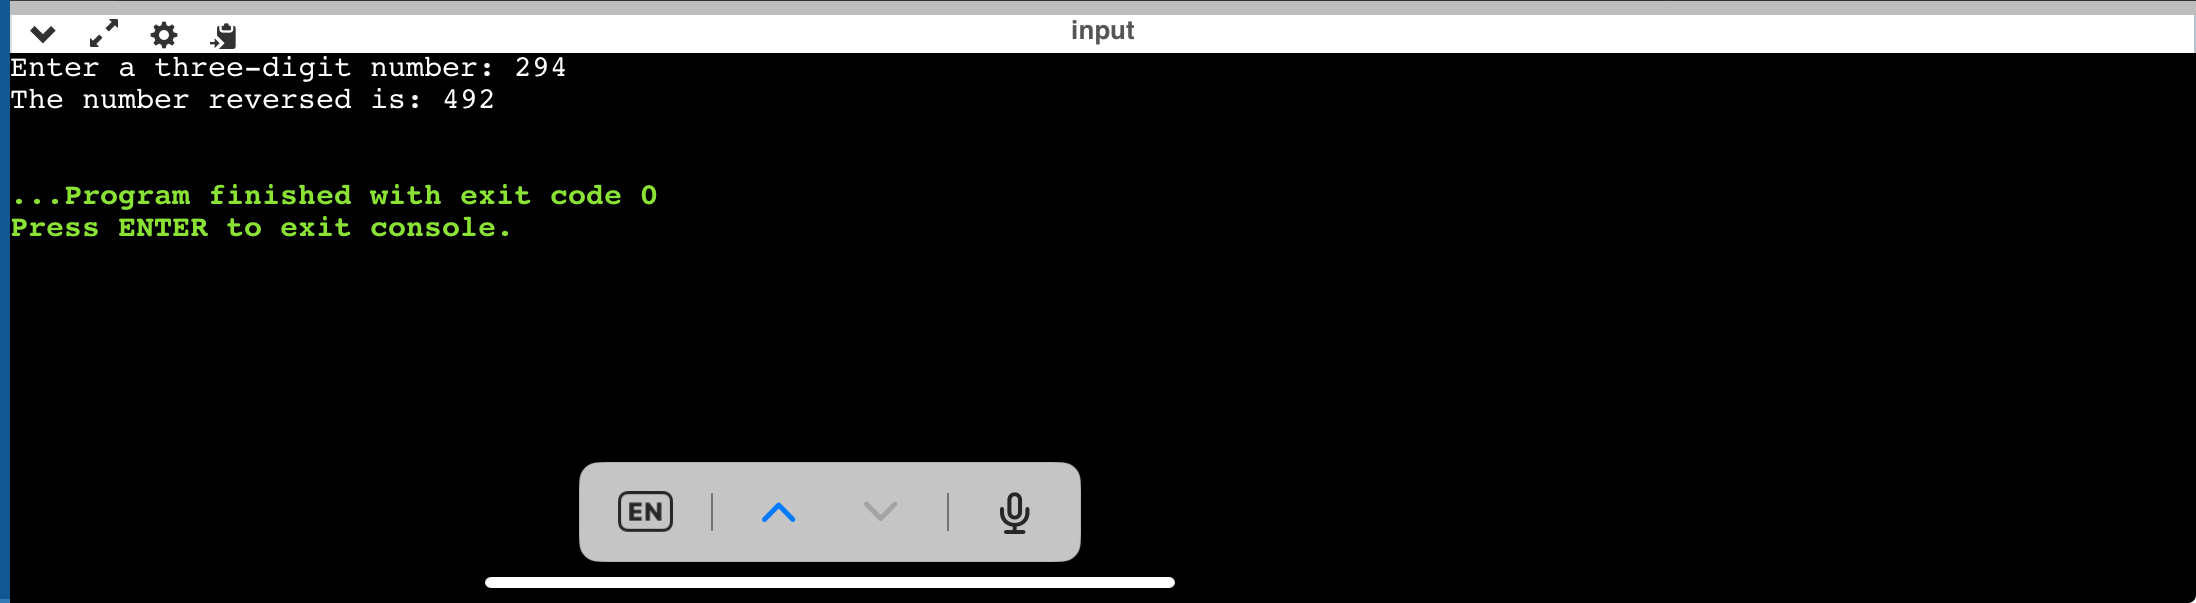 input
Enter a three-digit number: 294
The number reversed is: 492
...Program finished with exit code 0
Press ENTER to exit console.
EN